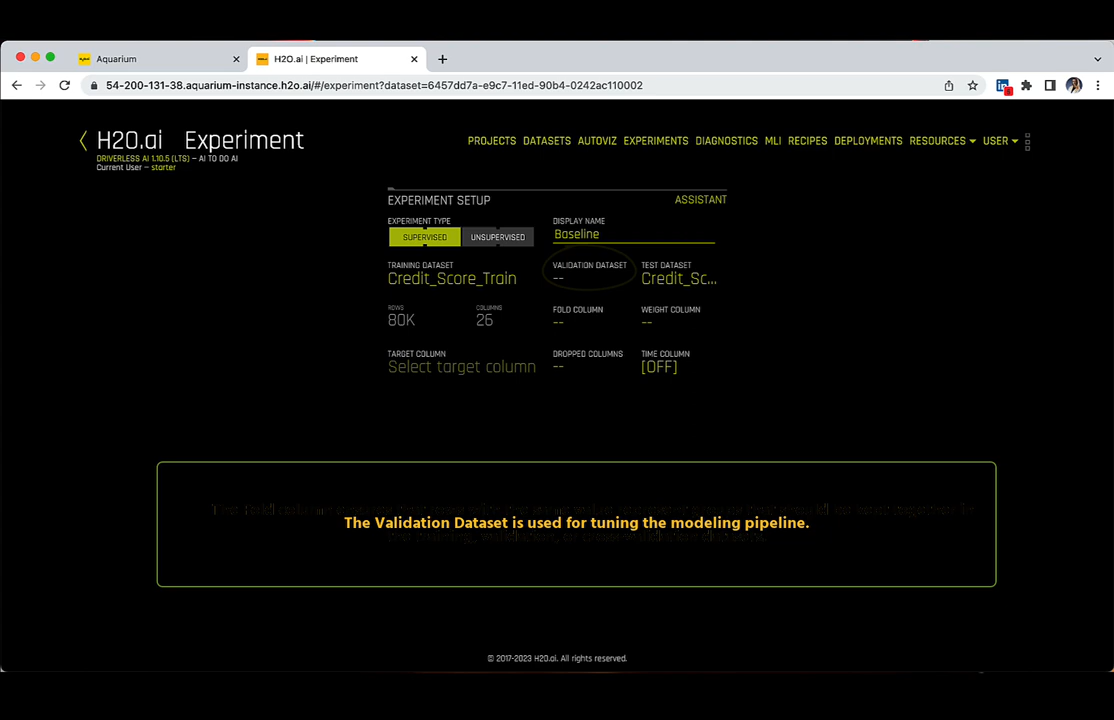 Aquarium
H2O.ai | Experiment
54-200-131-38.aquarium-instance.h2o.ai/#/experiment?dataset=6457dd7a-e9c7-11ed-90b4-0242ac110002
H2O.ai Experiment
DRIVERLESS AI 1.10.5 (LTS) – AI TO DO AI
Current User – starter
PROJECTS DATASETS AUTOVIZ EXPERIMENTS DIAGNOSTICS MLI RECIPES DEPLOYMENTS RESOURCES USER
EXPERIMENT SETUP ASSISTANT
EXPERIMENT TYPE DISPLAY NAME
SUPERVISED UNSUPERVISED Baseline
TRAINING DATASET VALIDATION DATASET TEST DATASET
Credit_Score_Train -- Credit_Sc...
ROWS COLUMNS FOLD COLUMN WEIGHT COLUMN
80K 26 -- --
TARGET COLUMN DROPPED COLUMNS TIME COLUMN
Select target column -- [OFF]
The Validation Dataset is used for tuning the modeling pipeline.
© 2017-2023 H2O.ai. All rights reserved.